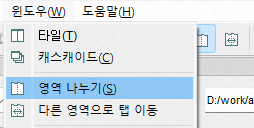 윈도우(W) 도움말(H)
타일(T)
캐스케이드(C)
영역 나누기(S)
다른 영역으로 탭 이동
D:/work/a